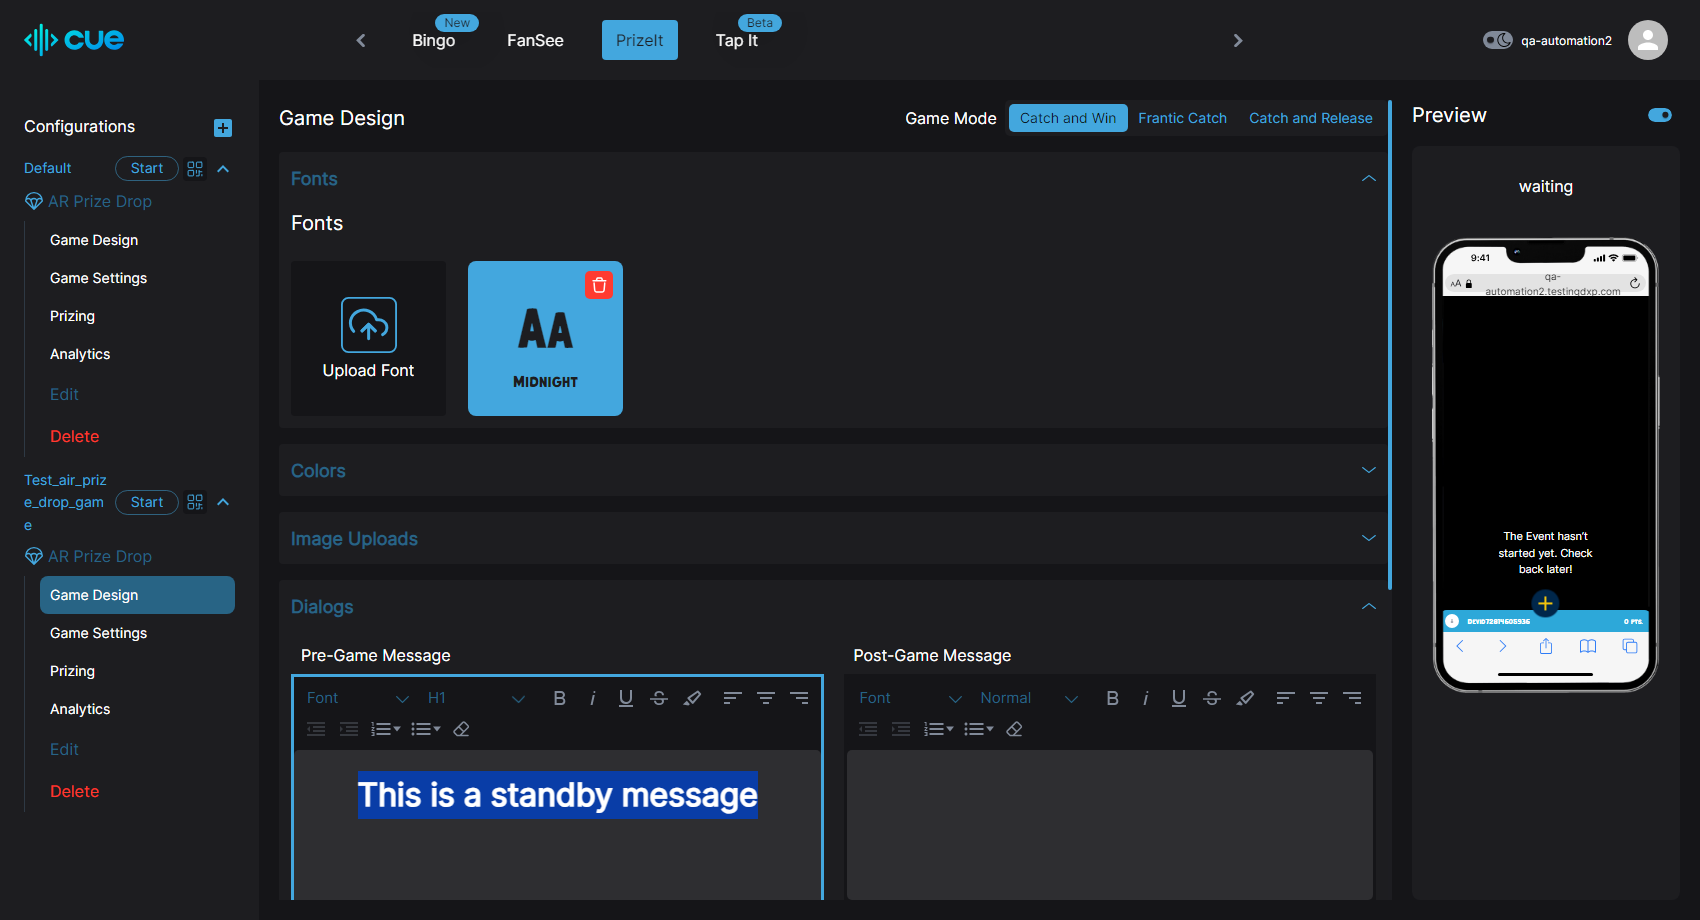 cue
New
Bingo
FanSee
PrizeIt
Beta
Tap It
qa-automation2
Configurations
Default
Start
AR Prize Drop
Game Design
Game Settings
Prizing
Analytics
Edit
Delete
Test_air_priz
e_drop_gam
e
Start
AR Prize Drop
Game Design
Game Settings
Prizing
Analytics
Edit
Delete
Game Design
Game Mode
Catch and Win
Frantic Catch
Catch and Release
Fonts
Fonts
Upload Font
AA
MIDNIGHT
Colors
Image Uploads
Dialogs
Pre-Game Message
Font
H1
B i U S
This is a standby message
Post-Game Message
Font
Normal
B i U S
Preview
waiting
9:41
AA
qa-
automation2.testingdxp.com
The Event hasn't
started yet. Check
back later!
0 PTS.